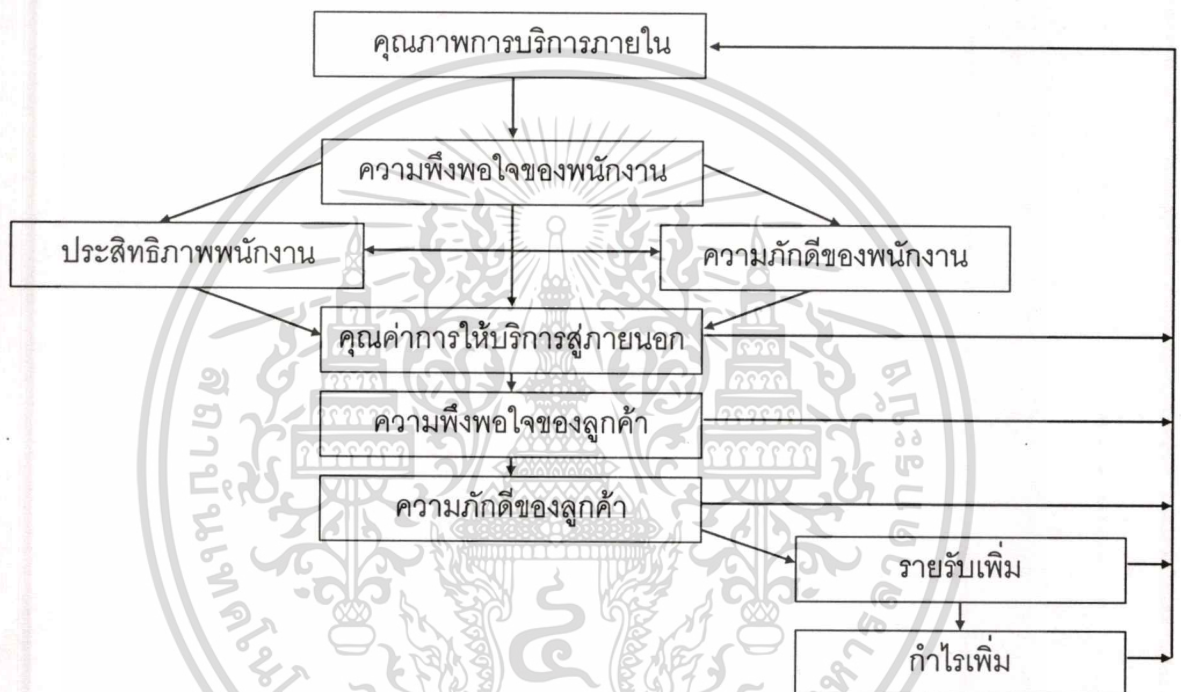 คุณภาพการบริการภายใน
ความพึงพอใจของพนักงาน
ประสิทธิภาพพนักงาน
ความภักดีของพนักงาน
คุณค่าการให้บริการสู่ภายนอก
ความพึงพอใจของลูกค้า
ความภักดีของลูกค้า
รายรับเพิ่ม
กำไรเพิ่ม